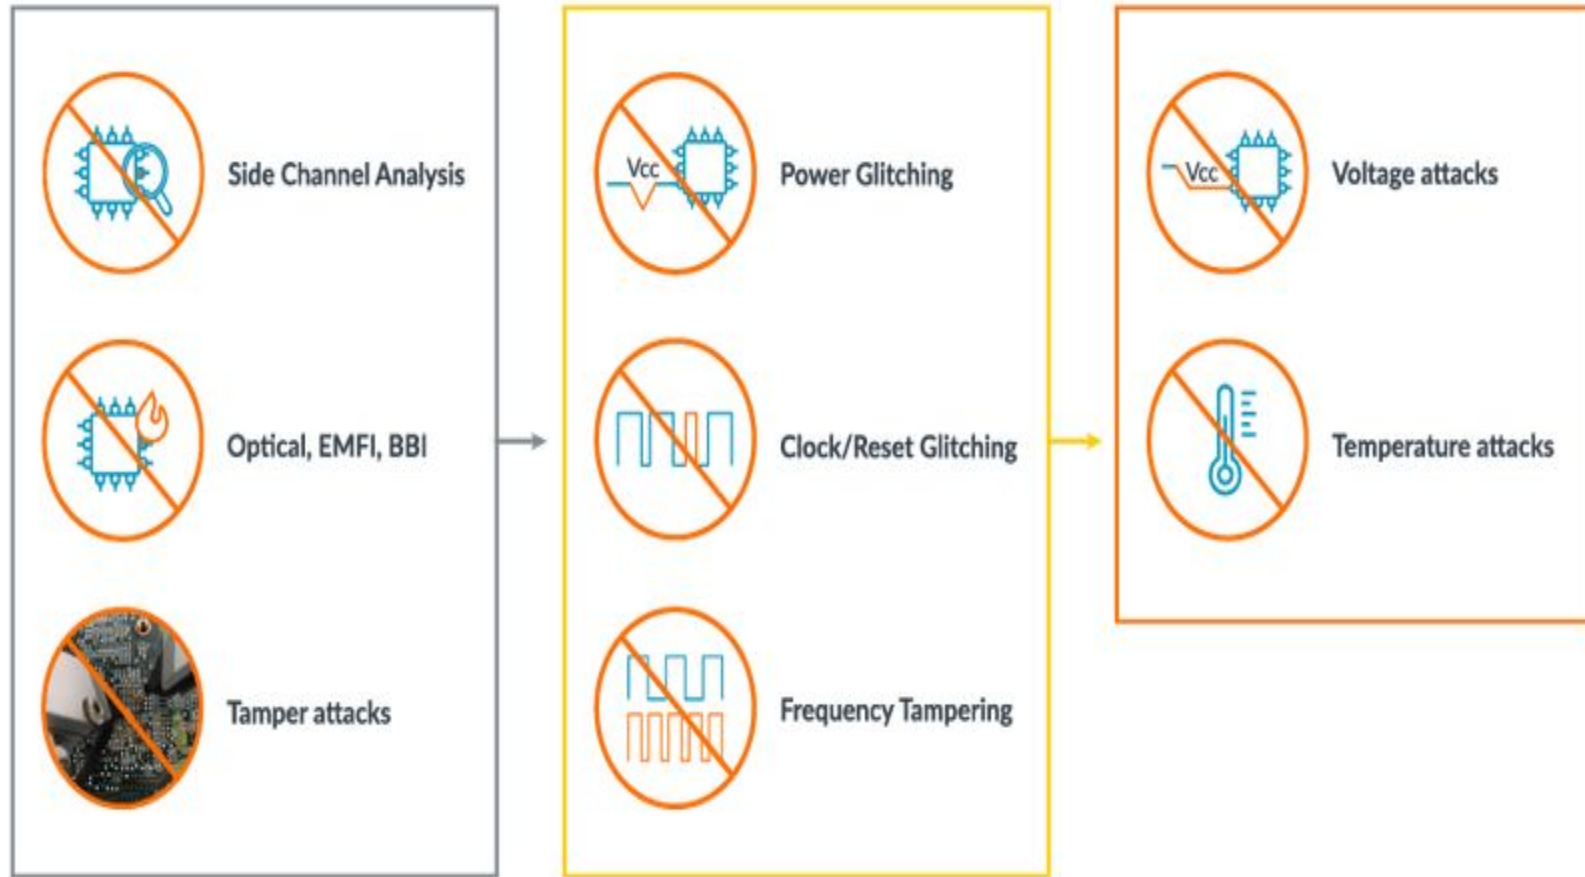 Side Channel Analysis
Optical, EMFI, BBI
Tamper attacks
Vcc
Power Glitching
Clock/Reset Glitching
Frequency Tampering
Vcc
Voltage attacks
Temperature attacks